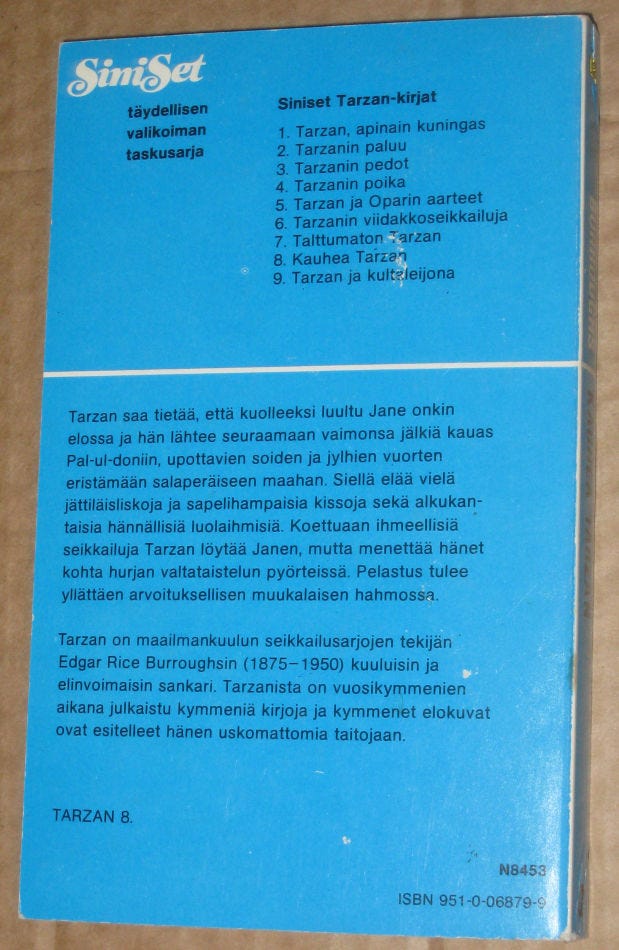 SiniSet
täydellisen
valikoiman
taskusarja
Siniset Tarzan-kirjat
1. Tarzan, apinain kuningas
2. Tarzanin paluu
3. Tarzanin pedot
4. Tarzanin poika
5. Tarzan ja Oparin aarteet
6. Tarzanin viidakkoseikkailuja
7. Talttumaton Tarzan
8. Kauhea Tarzan
9. Tarzan ja kultaleijona
Tarzan saa tietää, että kuolleeksi luultu Jane onkin
elossa ja hän lähtee seuraamaan vaimonsa jälkiä kauas
Pal-ul-doniin, upottavien soiden ja jylhien vuorten
eristämään salaperäiseen maahan. Siellä elää vielä
jättiläisliskoja ja sapelihampaisia kissoja sekä alkukan-
taisia hännällisiä luolaihmisiä. Koettuaan ihmeellisiä
seikkailuja Tarzan löytää Janen, mutta menettää hänet
kohta hurjan valtataistelun pyörteissä. Pelastus tulee
yllättäen arvoituksellisen muukalaisen hahmossa.
Tarzan on maailmankuulun seikkailusarjojen tekijän
Edgar Rice Burroughsin (1875–1950) kuuluisin ja
elinvoimaisin sankari. Tarzanista on vuosikymmenien
aikana julkaistu kymmeniä kirjoja ja kymmenet elokuvat
ovat esitelleet hänen uskomattomia taitojaan.
TARZAN 8.
N8453
ISBN 951-0-06879-9